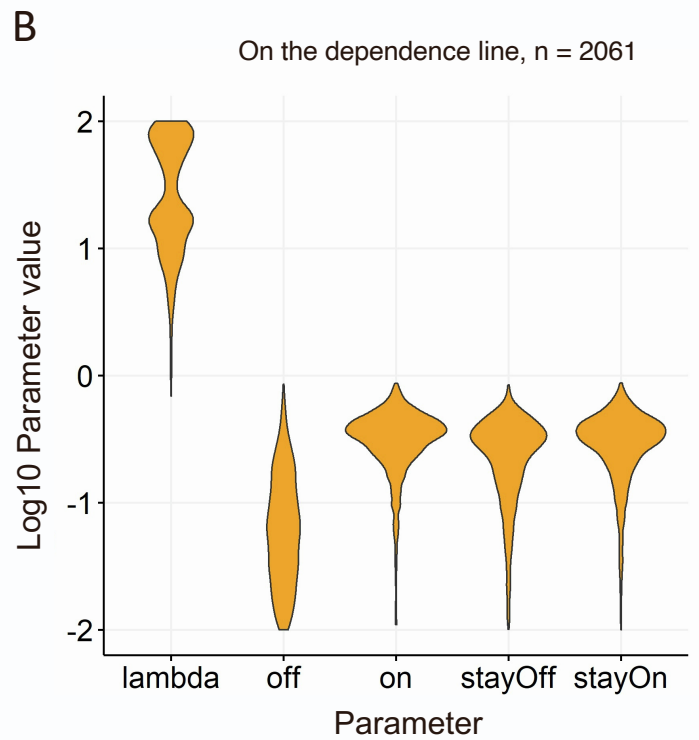 B
On the dependence line, n = 2061
Log10 Parameter value
2
1
0
-1
-2
lambda off on stayOff stayOn
Parameter